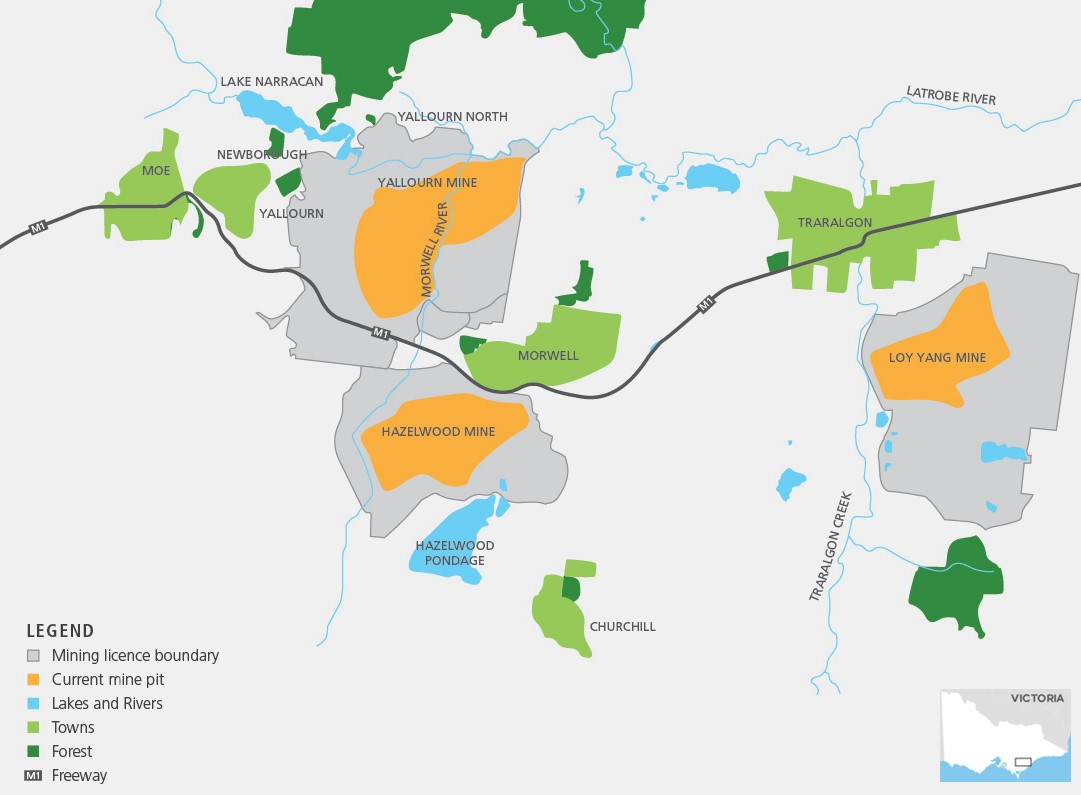 LAKE NARRACAN
LATROBE RIVER
YALLOURN NORTH
NEWBOROUGH
MOE
YALLOURN MINE
YALLOURN
TRARALGON
M1
MORWELL RIVER
M1
M1
MORWELL
LOY YANG MINE
HAZELWOOD MINE
HAZELWOOD
PONDAGE
TRARALGON CREEK
CHURCHILL
LEGEND
Mining licence boundary
Current mine pit
Lakes and Rivers
Towns
Forest
M1 Freeway
VICTORIA